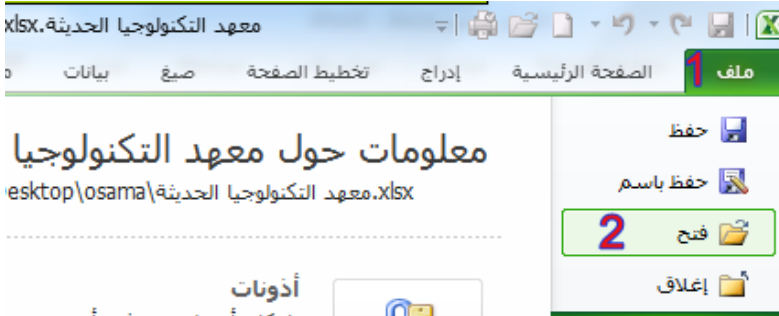 معهد التكنولوجيا الحديثة.xlsx
ملف 1 الصفحة الرئيسية إدراج تخطيط الصفحة صيغ بيانات
حفظ
حفظ باسم
فتح 2
إغلاق
معلومات حول معهد التكنولوجيا
esktop\osama\معهد التكنولوجيا الحديثة.xlsx
أذونات